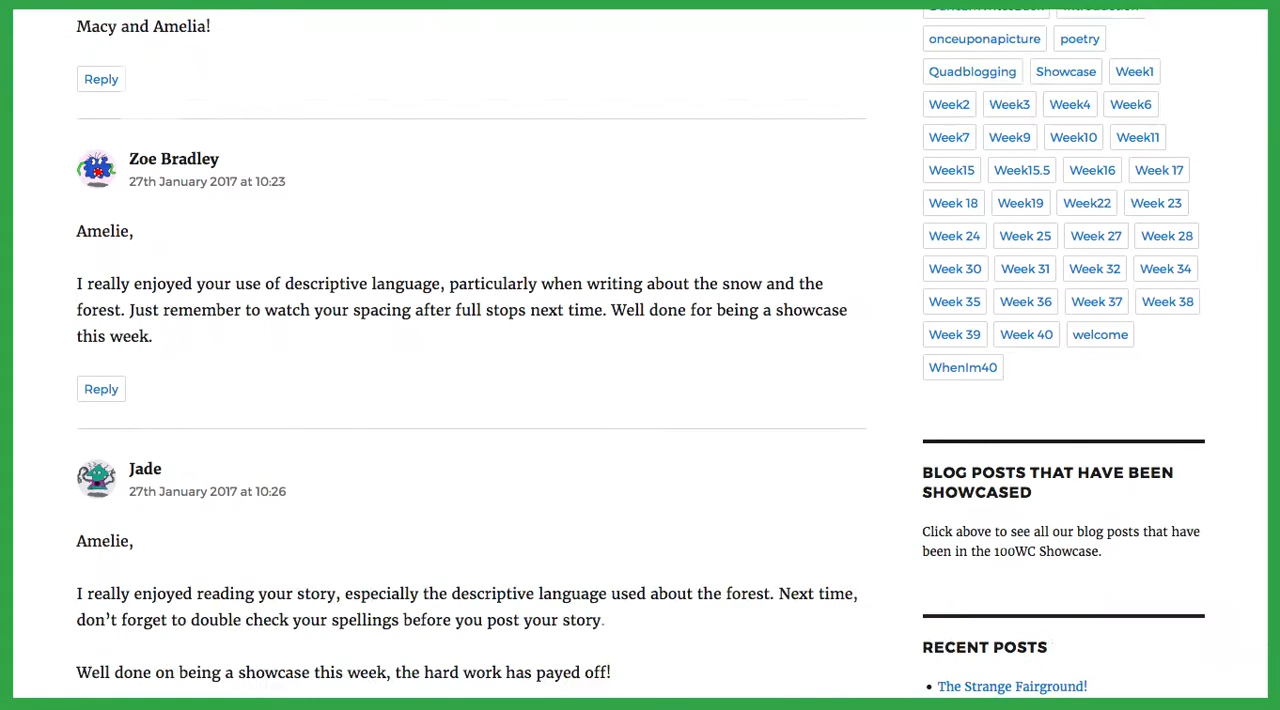 Macy and Amelia!
Reply
Zoe Bradley
27th January 2017 at 10:23
Amelie,
I really enjoyed your use of descriptive language, particularly when writing about the snow and the
forest. Just remember to watch your spacing after full stops next time. Well done for being a showcase
this week.
Reply
Jade
27th January 2017 at 10:26
Amelie,
I really enjoyed reading your story, especially the descriptive language used about the forest. Next time,
don’t forget to double check your spellings before you post your story.
Well done on being a showcase this week, the hard work has payed off!
onceuponapicture poetry
Quadblogging Showcase Week1
Week2 Week3 Week4 Week6
Week7 Week9 Week10 Week11
Week15 Week15.5 Week16 Week 17
Week 18 Week19 Week22 Week 23
Week 24 Week 25 Week 27 Week 28
Week 30 Week 31 Week 32 Week 34
Week 35 Week 36 Week 37 Week 38
Week 39 Week 40 welcome
WhenIm40
BLOG POSTS THAT HAVE BEEN
SHOWCASED
Click above to see all our blog posts that have
been in the 100WC Showcase.
RECENT POSTS
• The Strange Fairground!